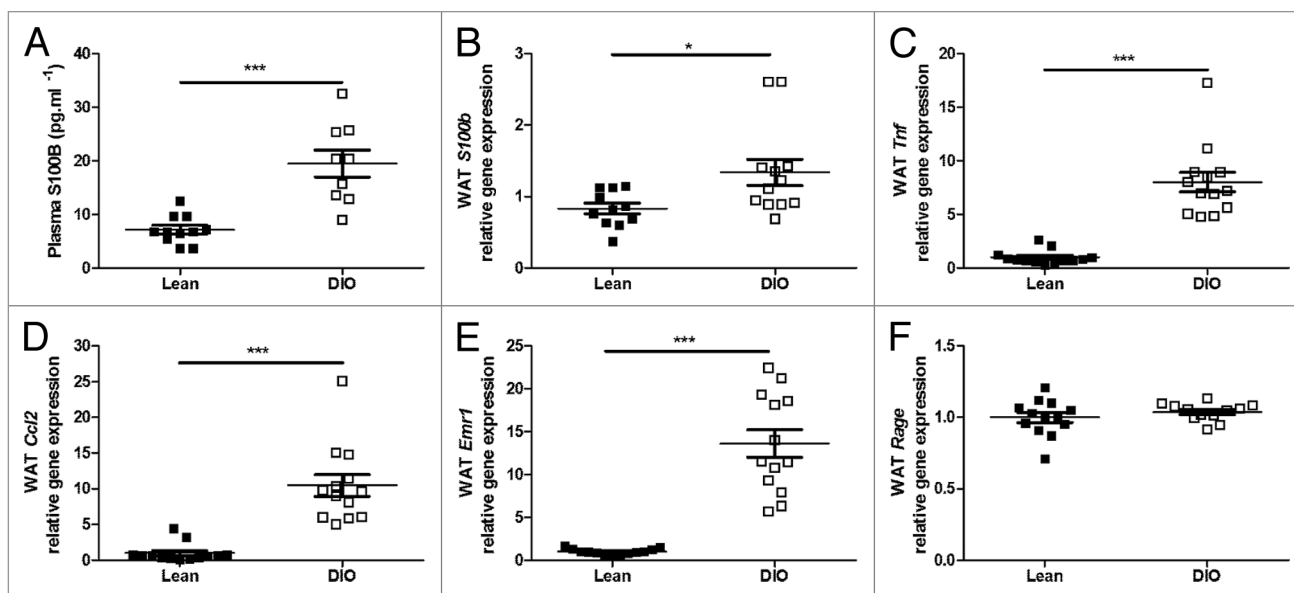 A
Plasma S100B (pg.ml -1)
40
30
20
10
0
***
Lean
DIO
B
WAT S100b
relative gene expression
3
2
1
0
*
Lean
DIO
C
WAT Tnf
relative gene expression
20
15
10
5
0
***
Lean
DIO
D
WAT Ccl2
relative gene expression
30
25
20
15
10
5
0
***
Lean
DIO
E
WAT Emr1
relative gene expression
25
20
15
10
5
0
***
Lean
DIO
F
WAT Rage
relative gene expression
1.5
1.0
0.5
0.0
Lean
DIO